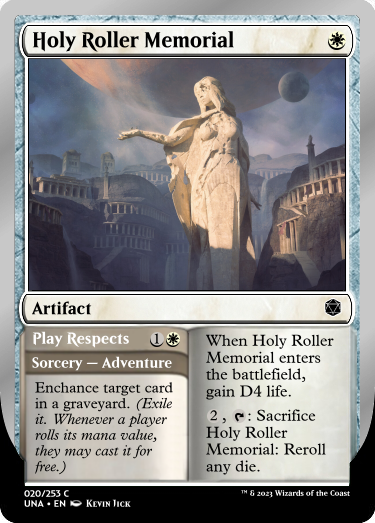 Holy Roller Memorial
Artifact
Play Respects 1
Sorcery — Adventure
Enchance target card
in a graveyard. (Exile
it. Whenever a player
rolls its mana value,
they may cast it for
free.)
When Holy Roller
Memorial enters
the battlefield,
gain D4 life.
2 , : Sacrifice
Holy Roller
Memorial: Reroll
any die.
020/253 C
UNA • EN Kevin Jick
™ & 2023 Wizards of the Coast